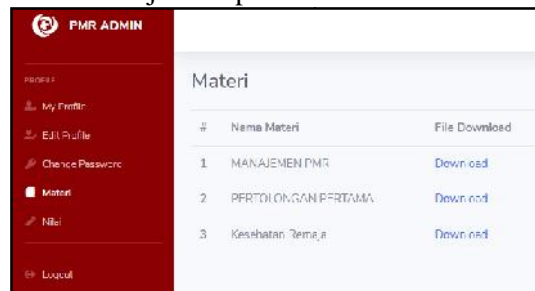 PMR ADMIN
PROFILE
My Profile
Edit Profile
Change Password
Materi
Nilai
Logout
Materi
# Nama Materi File Download
1 MANAJEMEN PMR Download
2 PERTOLONGAN PERTAMA Download
3 Kesehatan Remaja Download